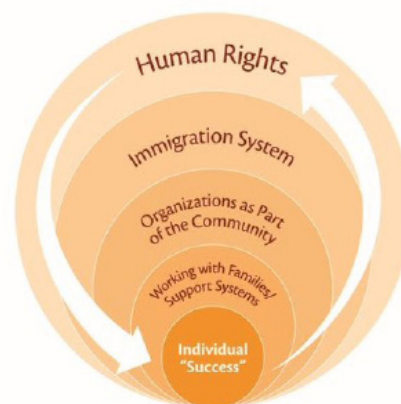 Human Rights
Immigration System
Organizations as Part
of the Community
Working with Families/
Support Systems
Individual
"Success"